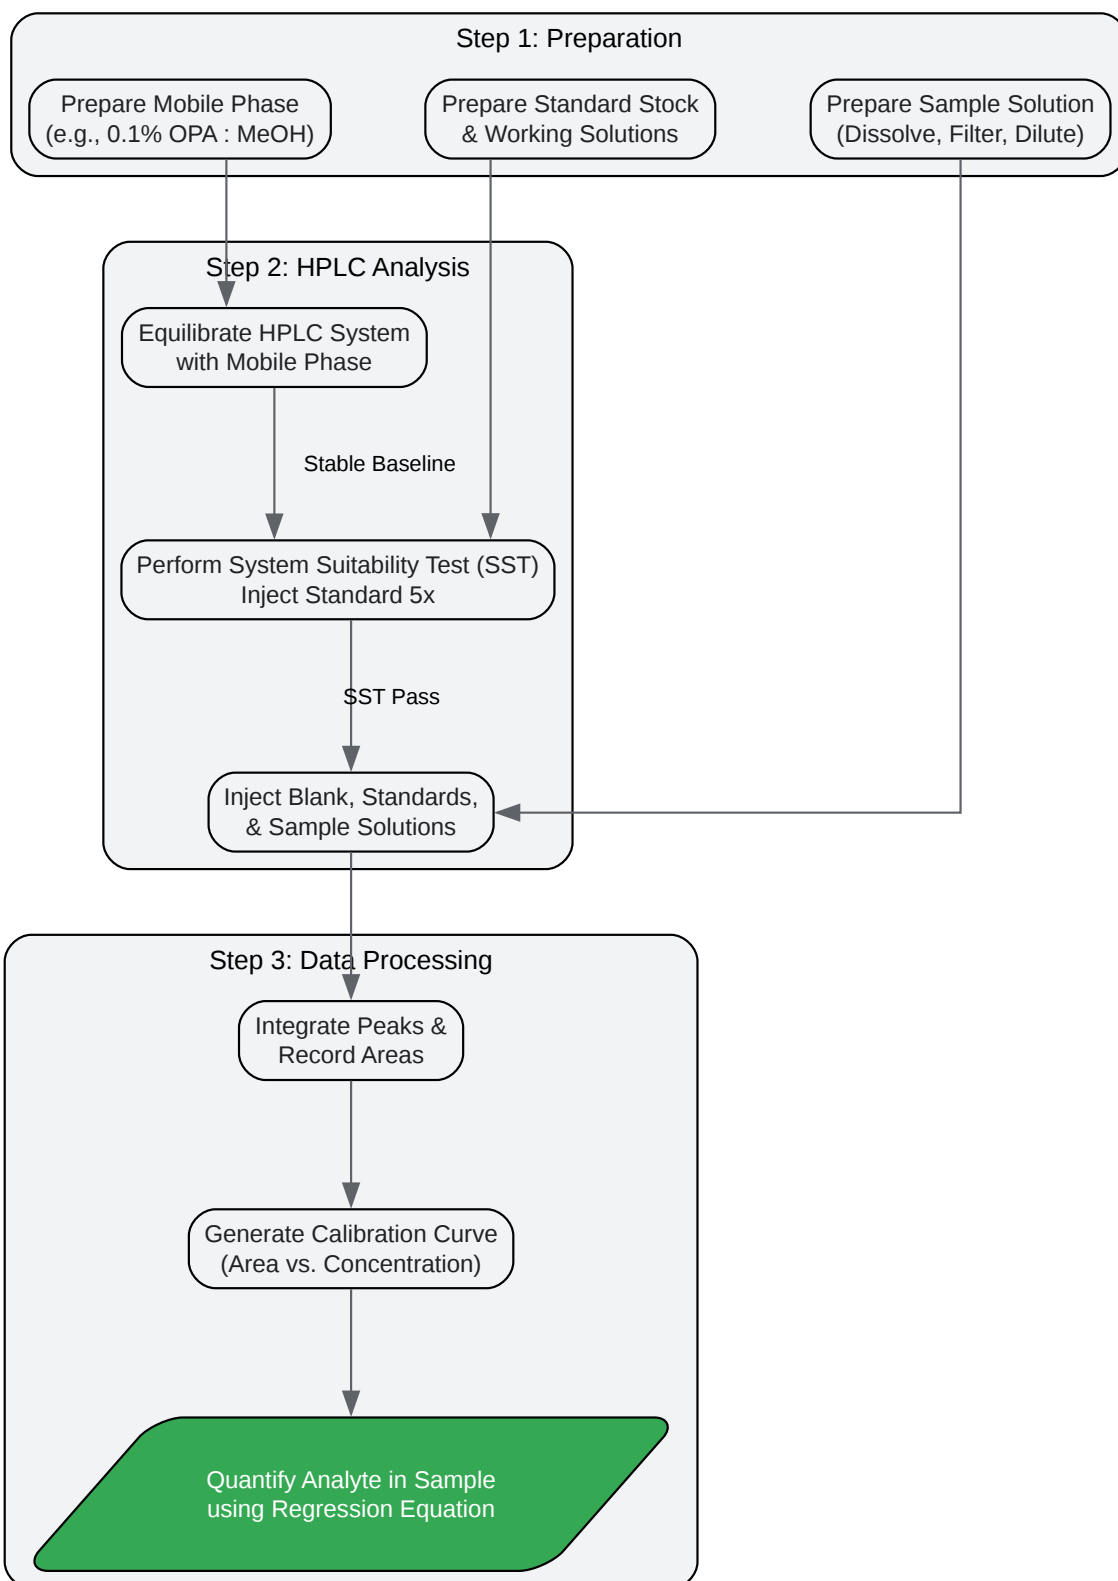 Step 1: Preparation
Prepare Mobile Phase
(e.g., 0.1% OPA : MeOH)
Prepare Standard Stock
& Working Solutions
Prepare Sample Solution
(Dissolve, Filter, Dilute)
Step 2: HPLC Analysis
Equilibrate HPLC System
with Mobile Phase
Stable Baseline
Perform System Suitability Test (SST)
Inject Standard 5x
SST Pass
Inject Blank, Standards,
& Sample Solutions
Step 3: Data Processing
Integrate Peaks &
Record Areas
Generate Calibration Curve
(Area vs. Concentration)
Quantify Analyte in Sample
using Regression Equation